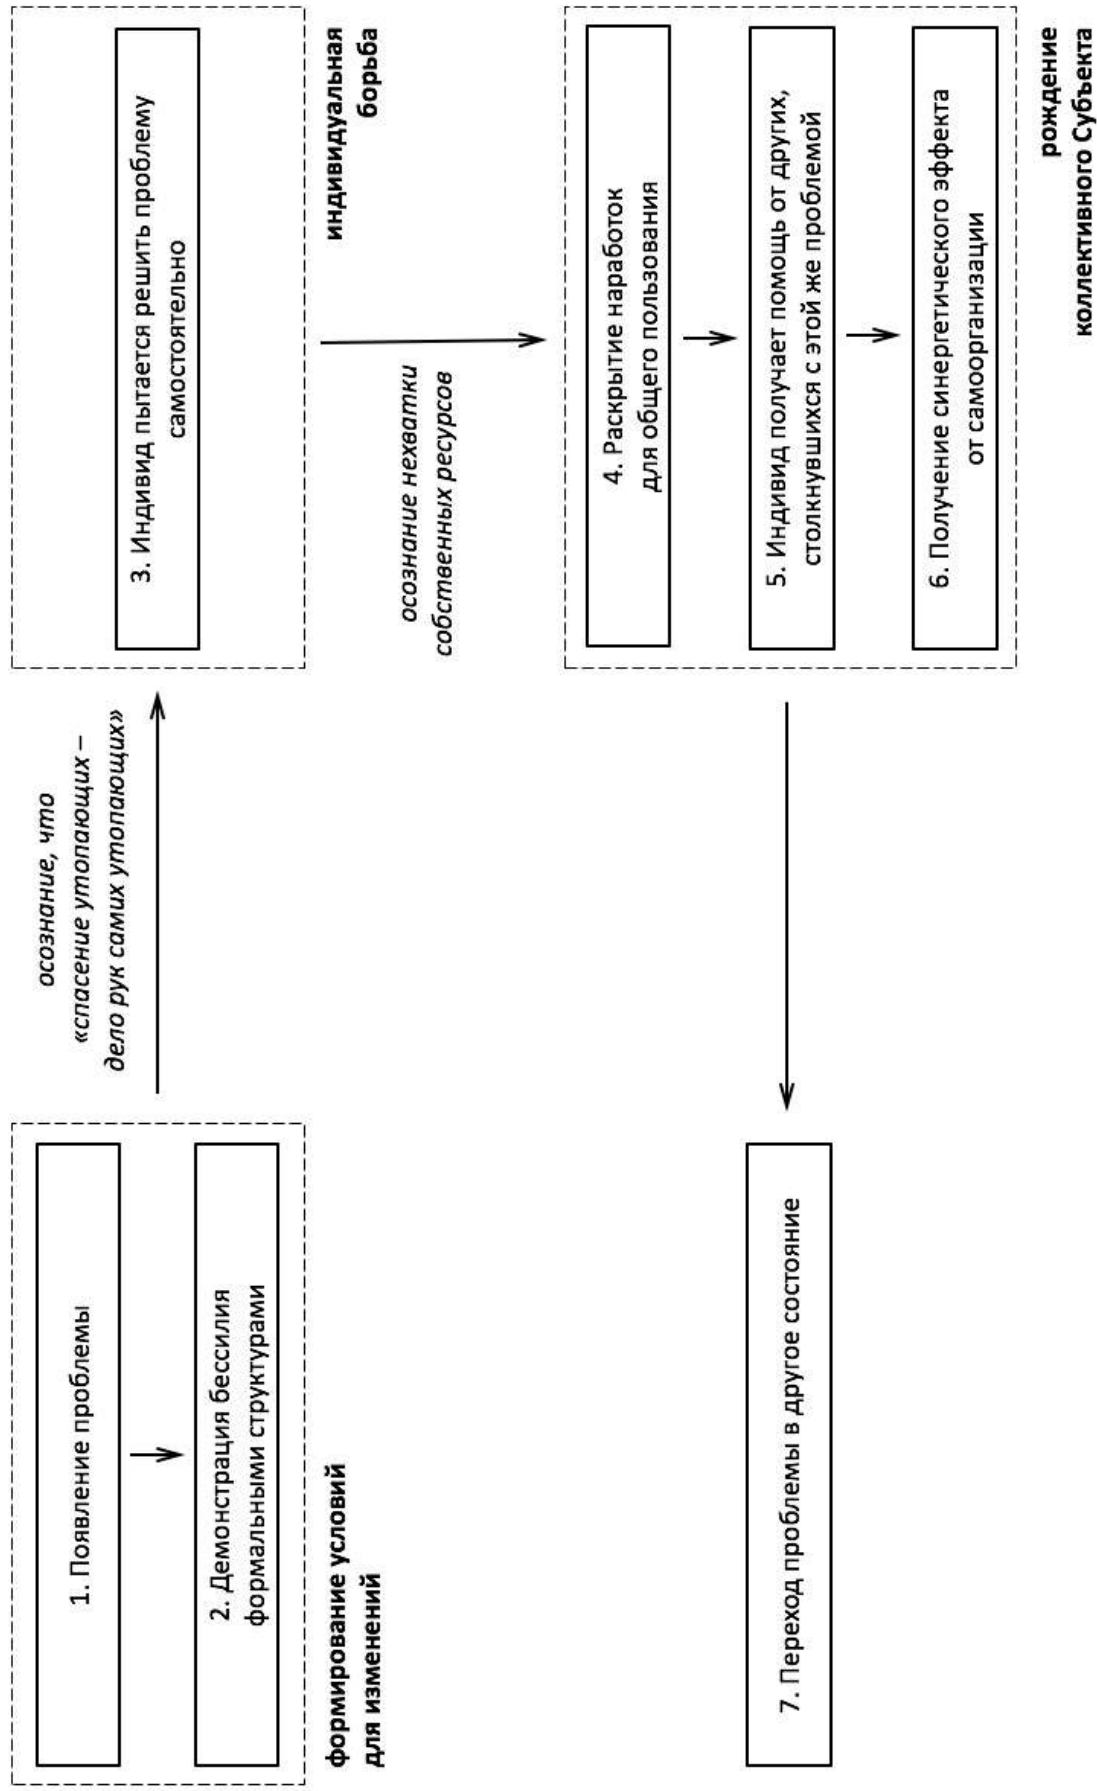 1. Появление проблемы
2. Демонстрация бессилия
формальными структурами
формирование условий
для изменений
осознание, что
«спасение утопающих –
дело рук самих утопающих»
3. Индивид пытается решить проблему
самостоятельно
индивидуальная
борьба
осознание нехватки
собственных ресурсов
4. Раскрытие наработок
для общего пользования
5. Индивид получает помощь от других,
столкнувшихся с этой же проблемой
6. Получение синергетического эффекта
от самоорганизации
рождение
коллективного Субъекта
7. Переход проблемы в другое состояние